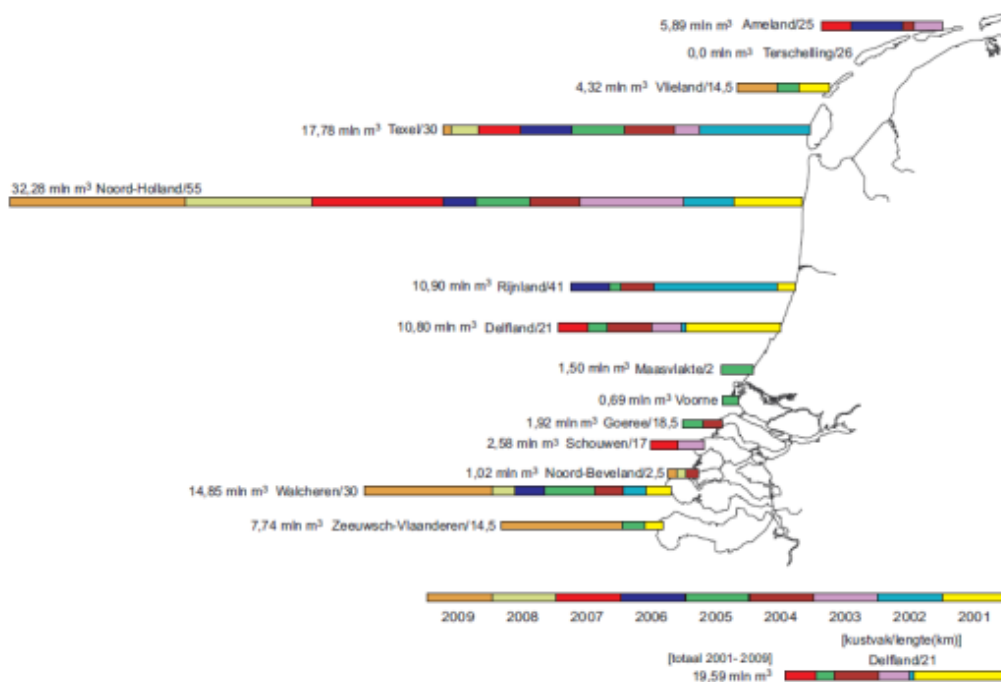 5,89 mln m³ Ameland/25
0,0 mln m³ Terschelling/26
4,32 mln m³ Vlieland/14,5
17,78 mln m³ Texel/30
32,28 mln m³ Noord-Holland/55
10,90 mln m³ Rijnland/41
10,80 mln m³ Delfland/21
1,50 mln m³ Maasvlakte/2
0,69 mln m³ Voorne
1,92 mln m³ Goeree/18,5
2,58 mln m³ Schouwen/17
1,02 mln m³ Noord-Beveland/2,5
14,85 mln m³ Walcheren/30
7,74 mln m³ Zeeuwsch-Vlaanderen/14,5
2009 2008 2007 2006 2005 2004 2003 2002 2001
[kustvak/lengte(km)]
[totaal 2001-2009] Delfland/21
19,59 mln m³